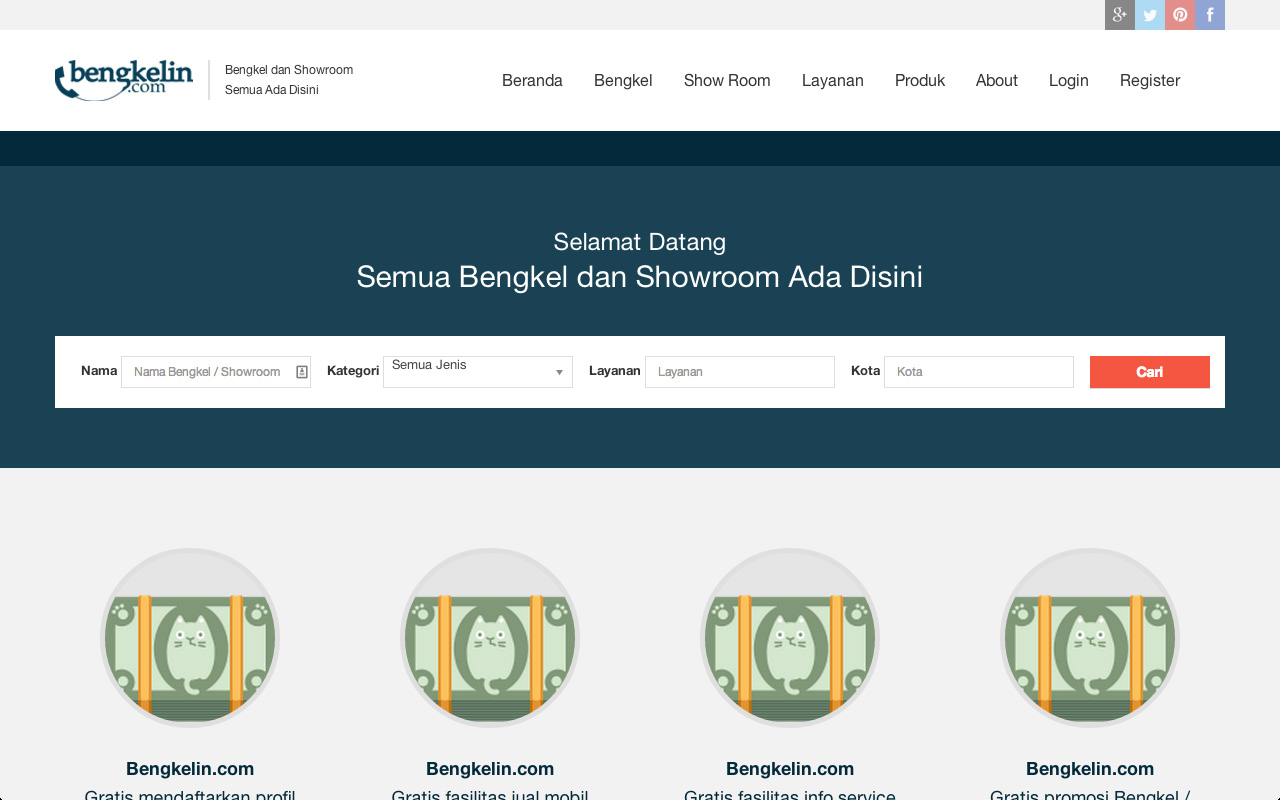 g+
f
bengkelin
.com
Bengkel dan Showroom
Semua Ada Disini
Beranda Bengkel Show Room Layanan Produk About Login Register
Selamat Datang
Semua Bengkel dan Showroom Ada Disini
Nama Nama Bengkel / Showroom Kategori Semua Jenis Layanan Layanan Kota Kota Cari
Bengkelin.com Bengkelin.com Bengkelin.com Bengkelin.com
Gratis mendaftarkan profil Gratis fasilitas jual mobil Gratis fasilitas info service Gratis promosi Bengkel /